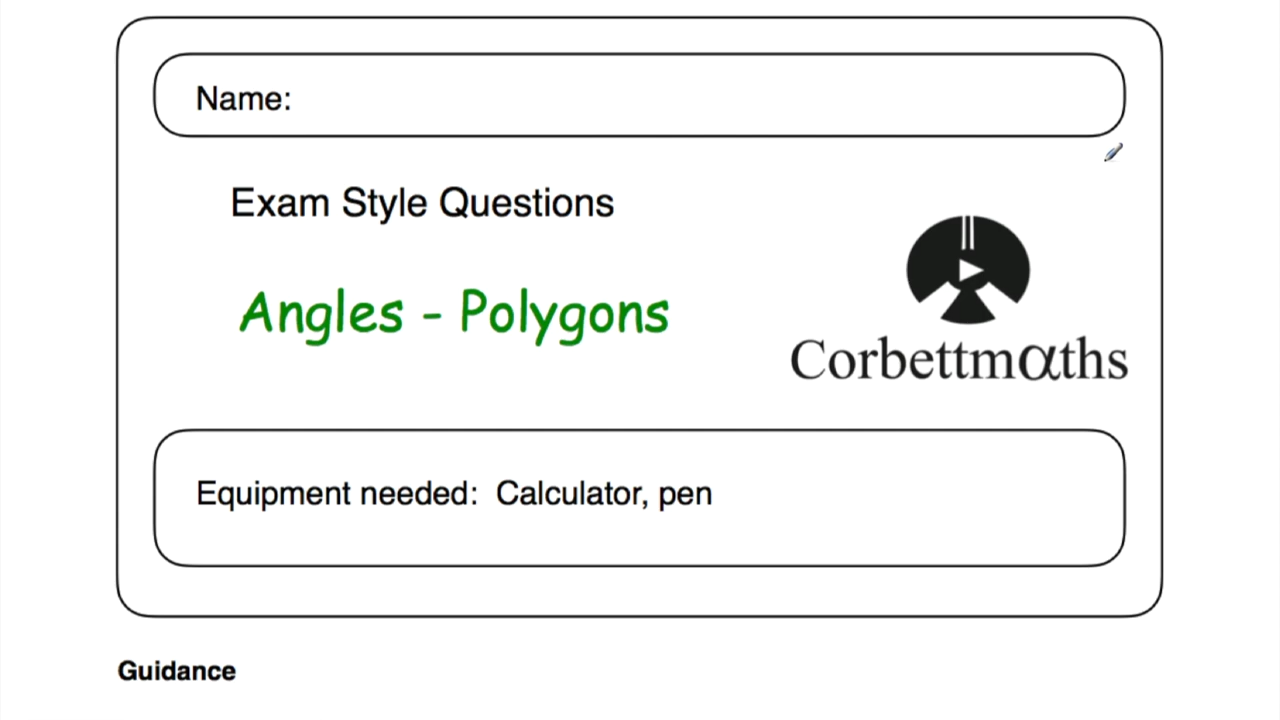 Name:
Exam Style Questions
Angles - Polygons
Corbettmαths
Equipment needed: Calculator, pen
Guidance